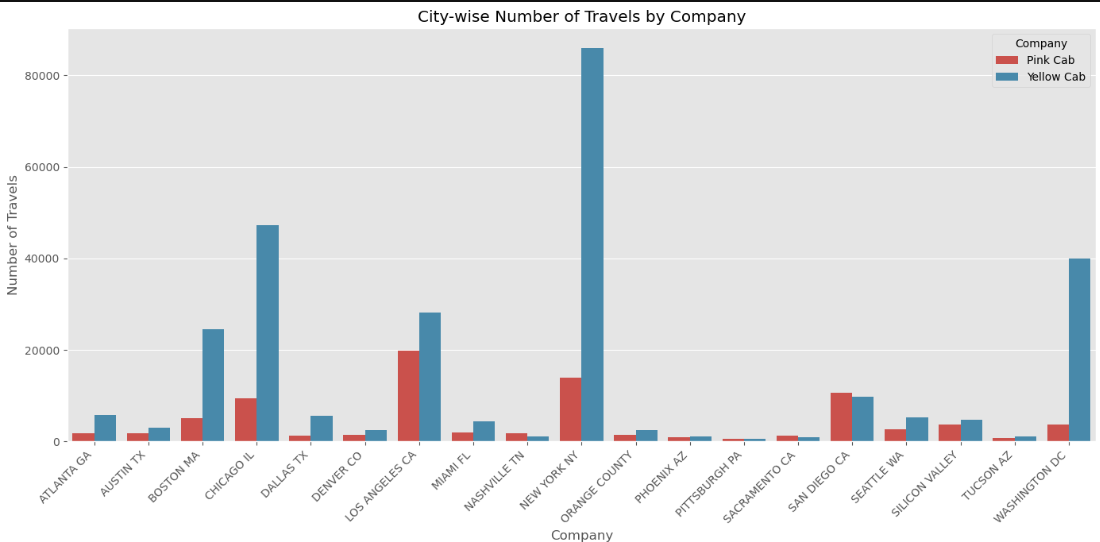 City-wise Number of Travels by Company
Company
Pink Cab
Yellow Cab
Number of Travels
80000
60000
40000
20000
0
ATLANTA GA
AUSTIN TX
BOSTON MA
CHICAGO IL
DALLAS TX
DENVER CO
LOS ANGELES CA
MIAMI FL
NASHVILLE TN
NEW YORK NY
ORANGE COUNTY
PHOENIX AZ
PITTSBURGH PA
SACRAMENTO CA
SAN DIEGO CA
SEATTLE WA
SILICON VALLEY
TUCSON AZ
WASHINGTON DC
Company